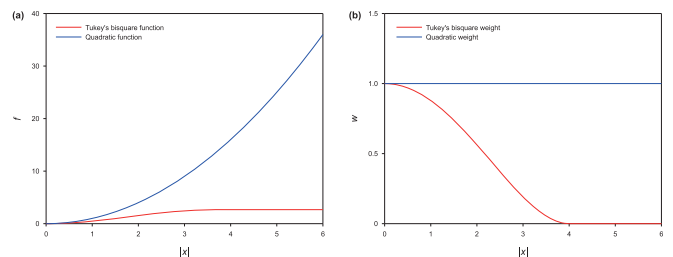 (a)
40
30
20
10
0
f
0 1 2 3 4 5 6
|x|
Tukey's bisquare function
Quadratic function
(b)
1.5
1.0
0.5
0
w
0 1 2 3 4 5 6
|x|
Tukey's bisquare weight
Quadratic weight